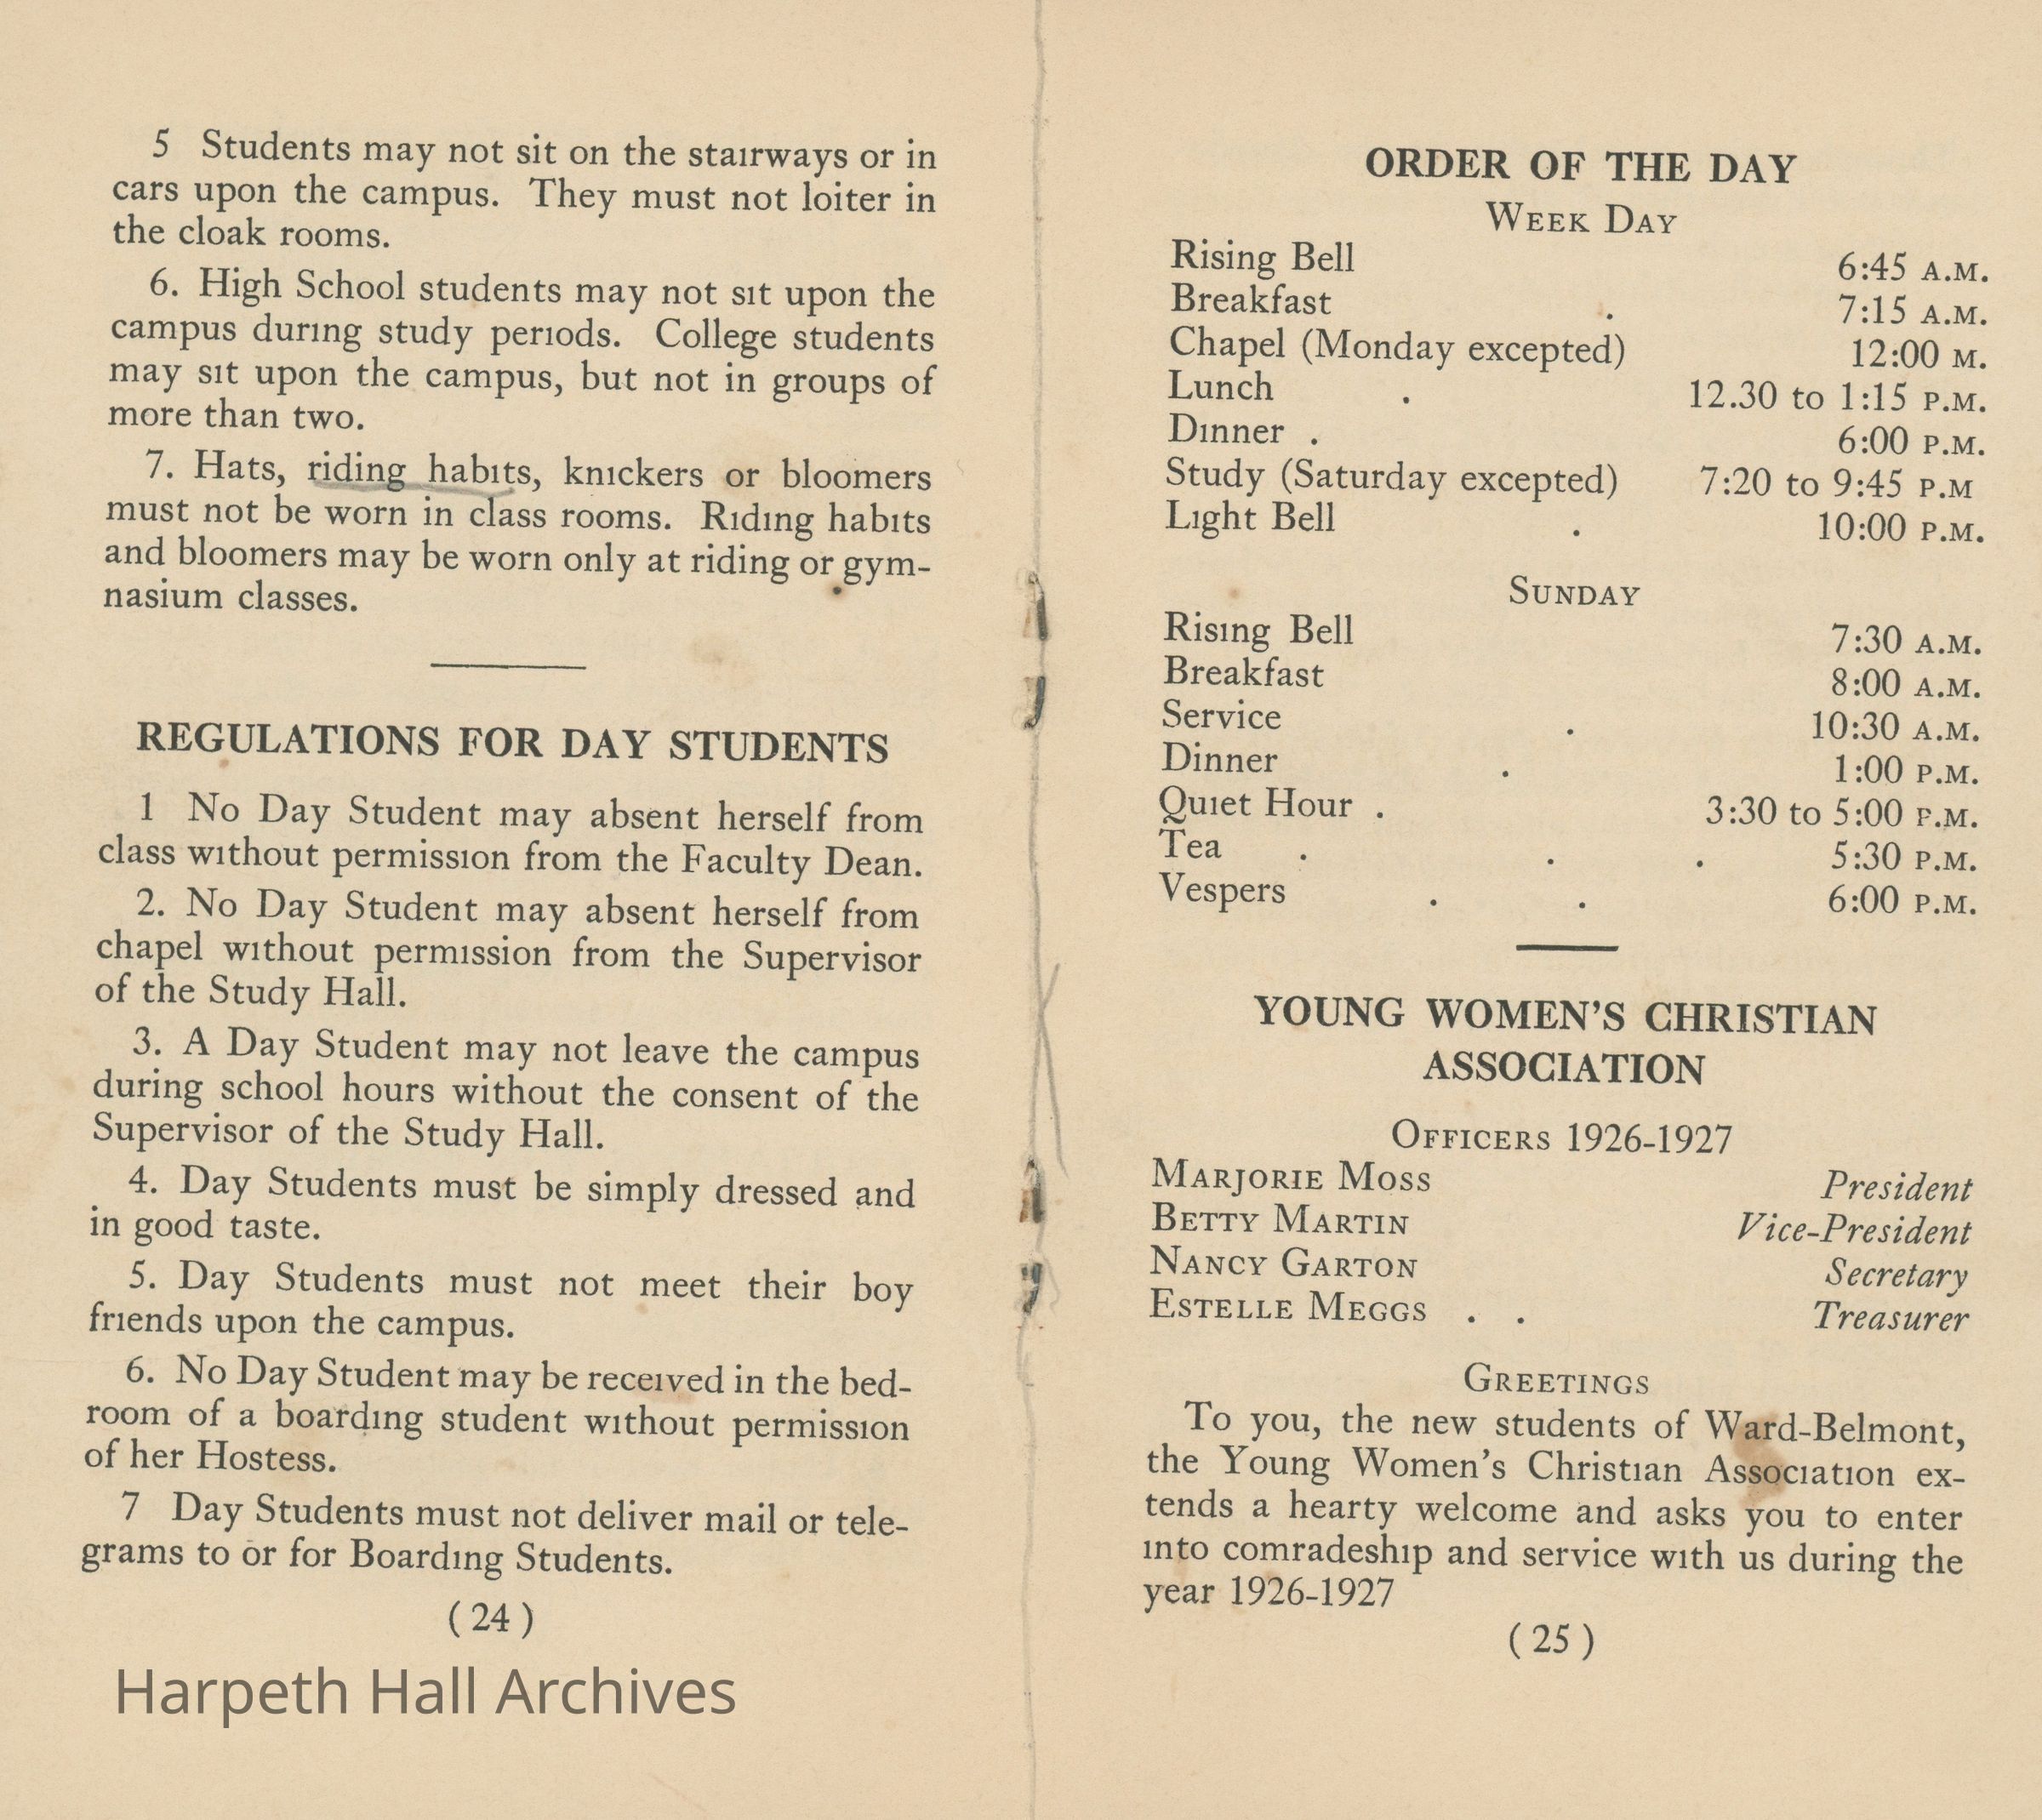 5 Students may not sit on the stairways or in
cars upon the campus. They must not loiter in
the cloak rooms.
6. High School students may not sit upon the
campus during study periods. College students
may sit upon the campus, but not in groups of
more than two.
7. Hats, riding habits, knickers or bloomers
must not be worn in class rooms. Riding habits
and bloomers may be worn only at riding or gym-
nasium classes.
REGULATIONS FOR DAY STUDENTS
1 No Day Student may absent herself from
class without permission from the Faculty Dean.
2. No Day Student may absent herself from
chapel without permission from the Supervisor
of the Study Hall.
3. A Day Student may not leave the campus
during school hours without the consent of the
Supervisor of the Study Hall.
4. Day Students must be simply dressed and
in good taste.
5. Day Students must not meet their boy
friends upon the campus.
6. No Day Student may be received in the bed-
room of a boarding student without permission
of her Hostess.
7 Day Students must not deliver mail or tele-
grams to or for Boarding Students.
(24)
Harpeth Hall Archives
ORDER OF THE DAY
WEEK DAY
Rising Bell 6:45 A.M.
Breakfast . 7:15 A.M.
Chapel (Monday excepted) 12:00 M.
Lunch . 12.30 to 1:15 P.M.
Dinner . 6:00 P.M.
Study (Saturday excepted) 7:20 to 9:45 P.M
Light Bell . 10:00 P.M.
SUNDAY
Rising Bell 7:30 A.M.
Breakfast 8:00 A.M.
Service . 10:30 A.M.
Dinner . 1:00 P.M.
Quiet Hour . 3:30 to 5:00 P.M.
Tea . . . 5:30 P.M.
Vespers . . 6:00 P.M.
YOUNG WOMEN'S CHRISTIAN
ASSOCIATION
OFFICERS 1926-1927
MARJORIE MOSS President
BETTY MARTIN Vice-President
NANCY GARTON Secretary
ESTELLE MEGGS . . Treasurer
GREETINGS
To you, the new students of Ward-Belmont,
the Young Women's Christian Association ex-
tends a hearty welcome and asks you to enter
into comradeship and service with us during the
year 1926-1927
(25)